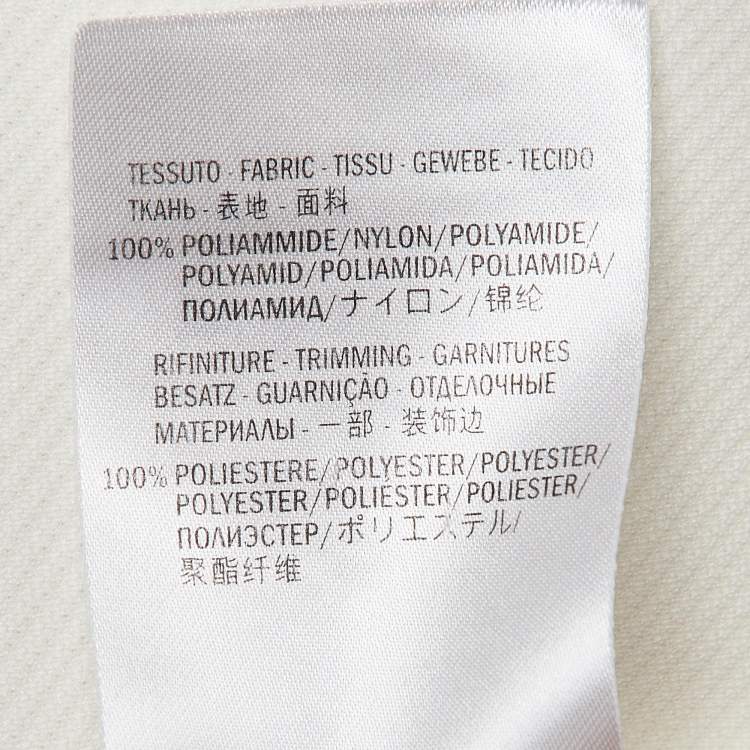 TESSUTO - FABRIC - TISSU - GEWEBE - TECIDO
ТКАНЬ - 表地 - 面料
100% POLIAMMIDE/NYLON/POLYAMIDE/
POLYAMID/POLIAMIDA/POLIAMIDA/
ПОЛИАМИД/ナイロン/锦纶
RIFINITURE - TRIMMING - GARNITURES
BESATZ - GUARNIÇÃO - ОТДЕЛОЧНЫЕ
МАТЕРИАЛЫ - 一部 - 装饰边
100% POLIESTERE/POLYESTER/POLYESTER/
POLYESTER/POLIÉSTER/POLIESTER/
ПОЛИЭСТЕР/ポリエステル/
聚酯纤维